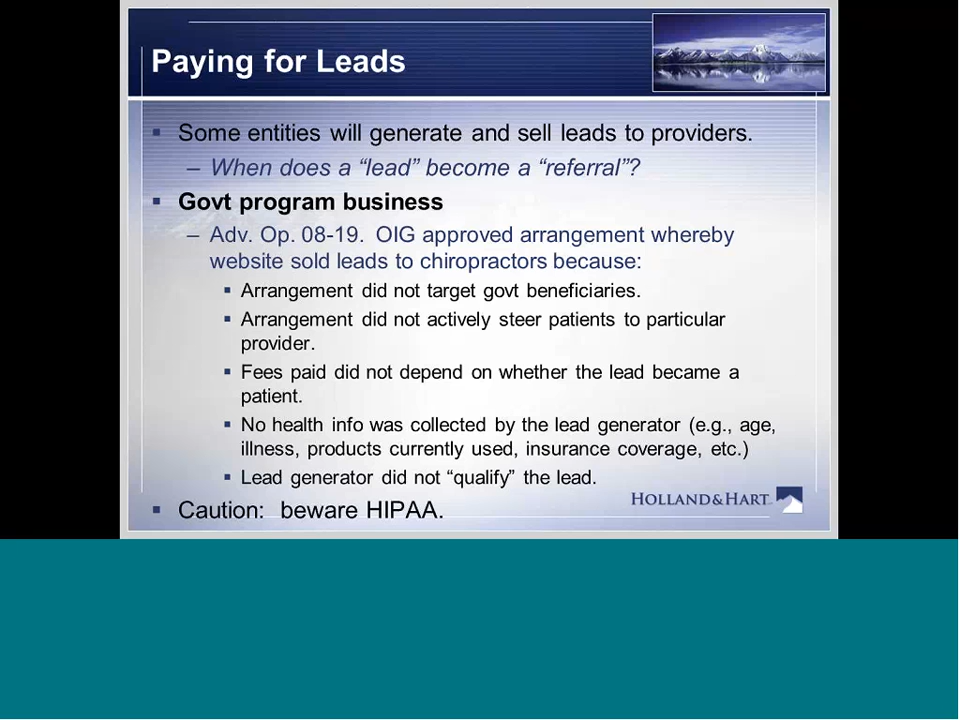 Paying for Leads
Some entities will generate and sell leads to providers.
– When does a “lead” become a “referral”?
Govt program business
– Adv. Op. 08-19. OIG approved arrangement whereby
website sold leads to chiropractors because:
Arrangement did not target govt beneficiaries.
Arrangement did not actively steer patients to particular
provider.
Fees paid did not depend on whether the lead became a
patient.
No health info was collected by the lead generator (e.g., age,
illness, products currently used, insurance coverage, etc.)
Lead generator did not “qualify” the lead.
HOLLAND&HART
Caution: beware HIPAA.